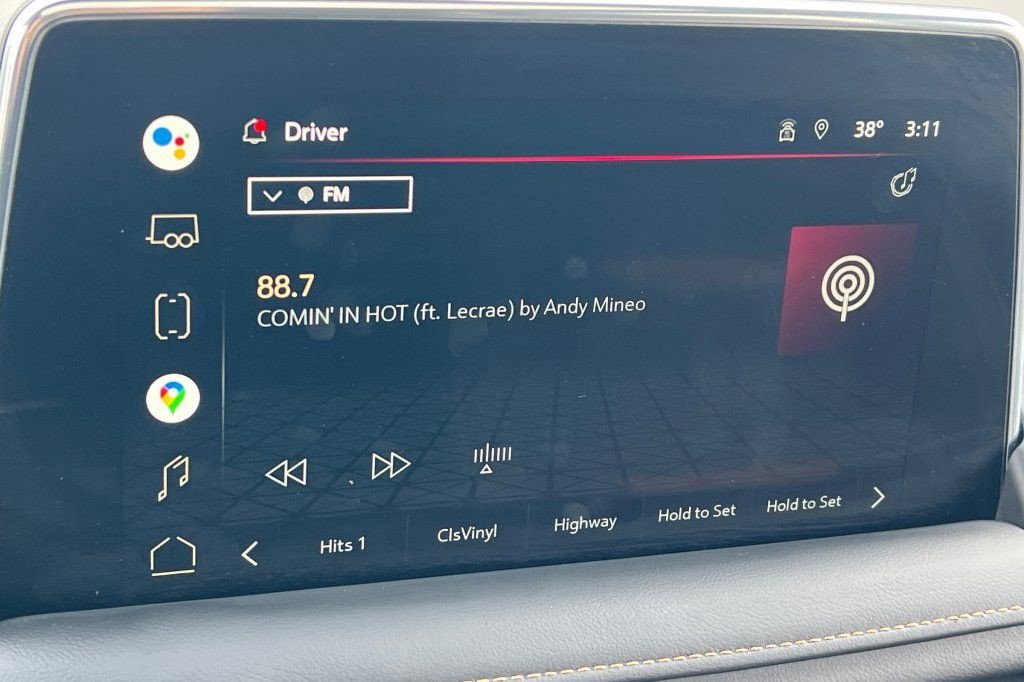 Driver
38° 3:11
FM
88.7
COMIN' IN HOT (ft. Lecrae) by Andy Mineo
Hits 1 ClsVinyl Highway Hold to Set Hold to Set